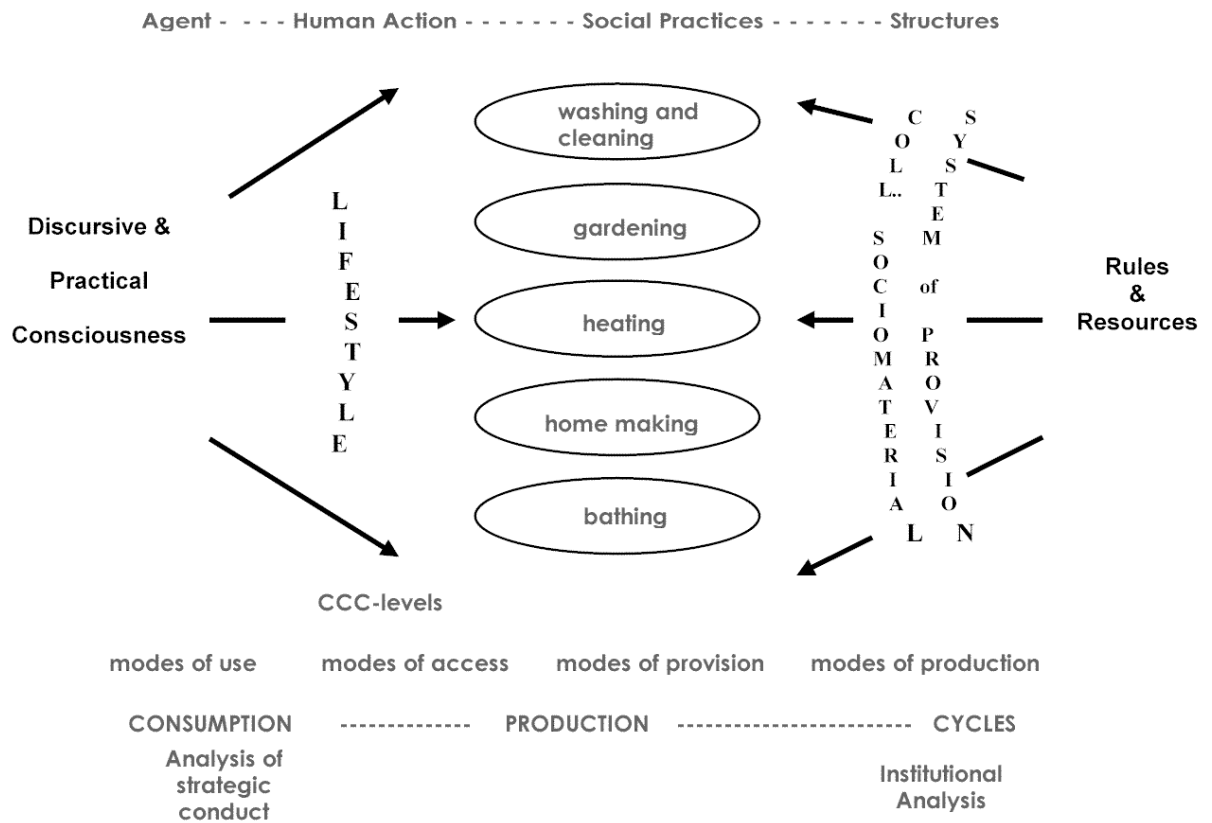 Agent - - - - Human Action - - - - - - - Social Practices - - - - - - - Structures
washing and
cleaning
gardening
heating
home making
bathing
Discursive &
Practical
Consciousness
LIFESTYLE
COLL.. SOCIOMATERIAL
SYSTEM of PROVISION
Rules
&
Resources
CCC-levels
modes of use
modes of access
modes of provision
modes of production
CONSUMPTION ---------------- PRODUCTION ----------------------------- CYCLES
Analysis of
strategic
conduct
Institutional
Analysis